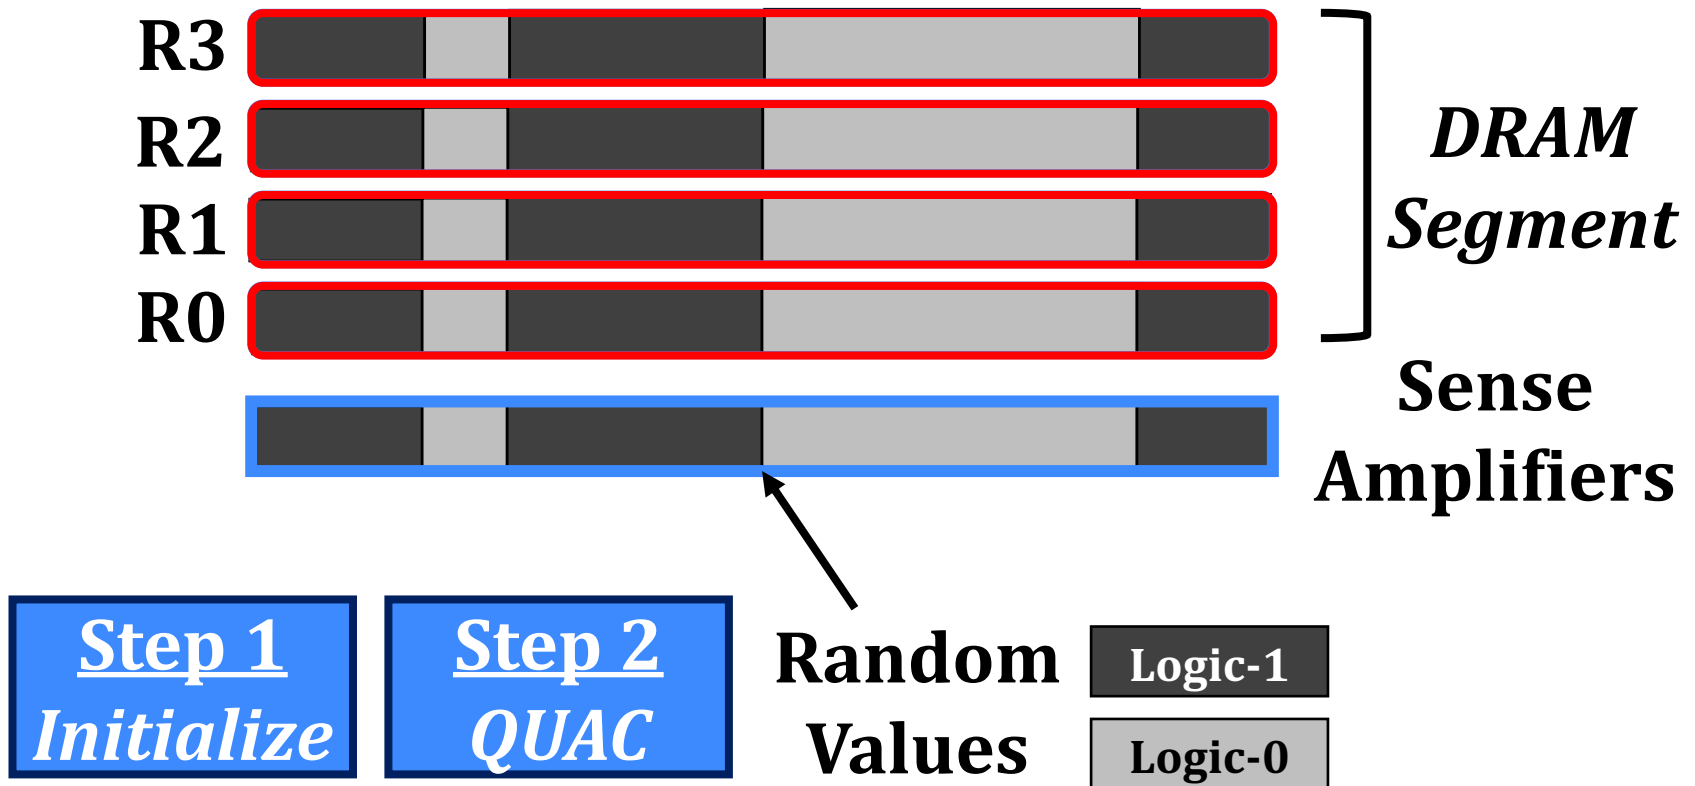 R3
R2
R1
R0
DRAM
Segment
Sense
Amplifiers
Step 1
Initialize
Step 2
QUAC
Random
Values
Logic-1
Logic-0